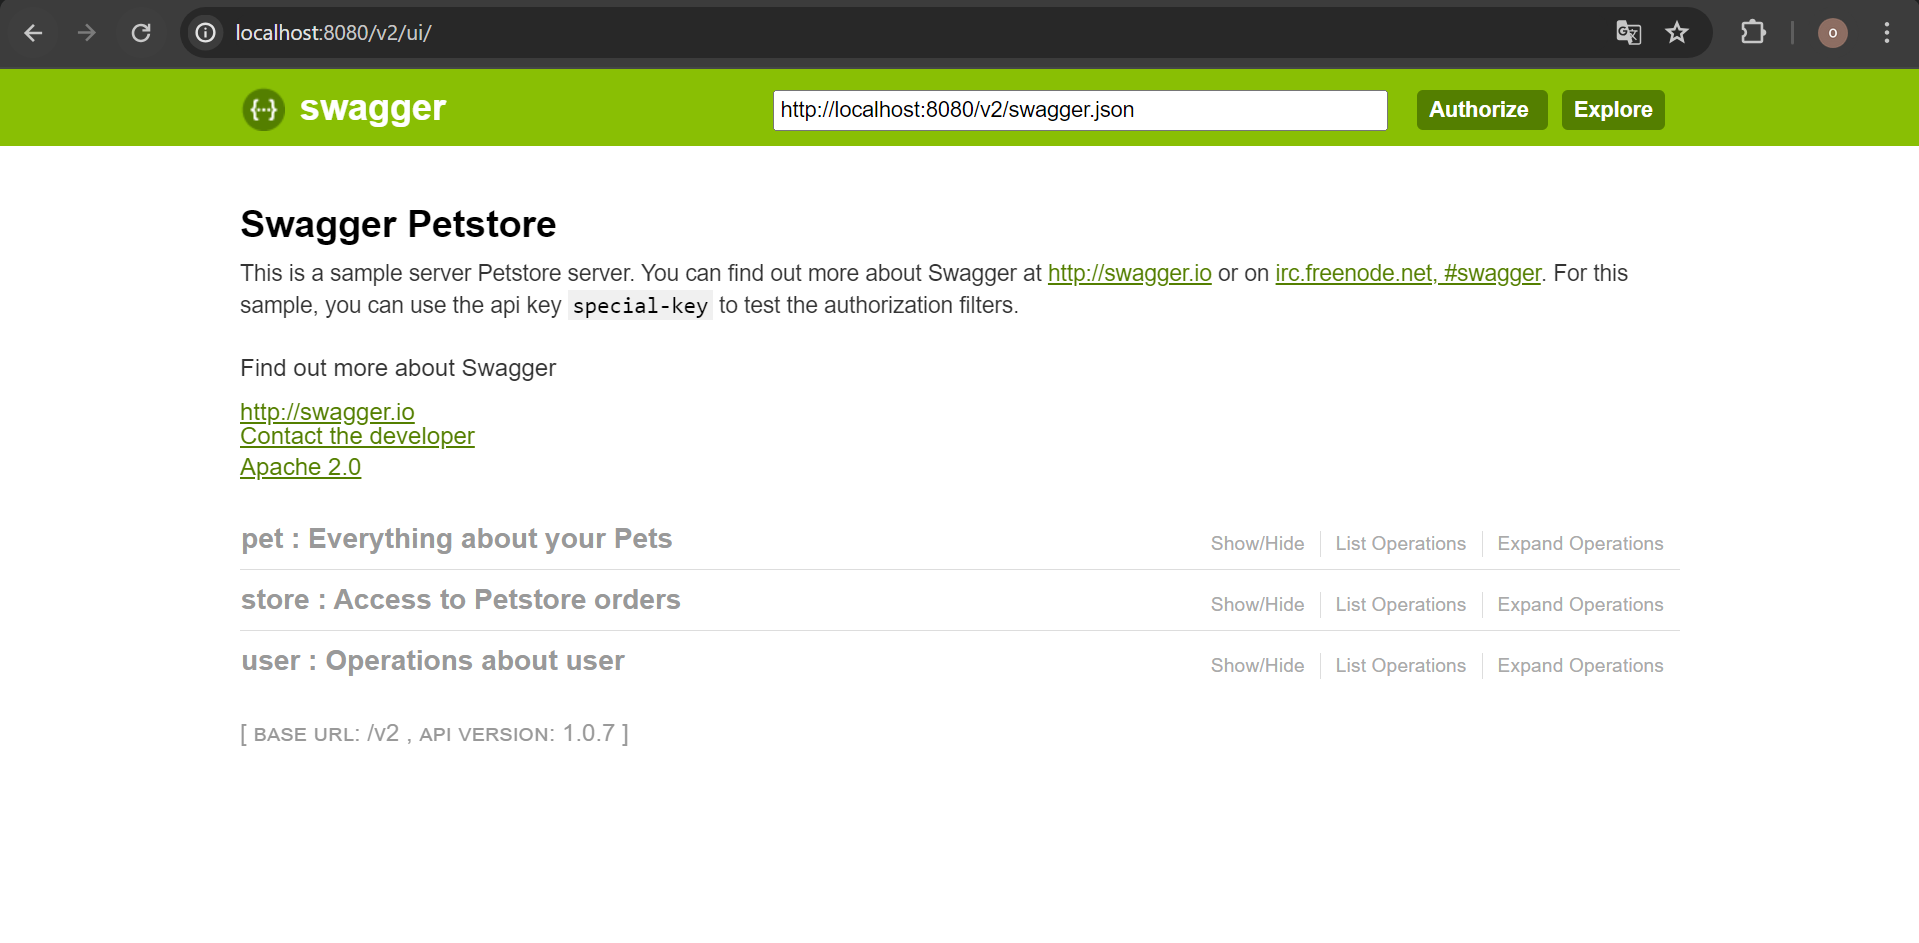 localhost:8080/v2/ui/
o
{···} swagger
http://localhost:8080/v2/swagger.json
Authorize
Explore
Swagger Petstore
This is a sample server Petstore server. You can find out more about Swagger at http://swagger.io or on irc.freenode.net, #swagger. For this
sample, you can use the api key special-key to test the authorization filters.
Find out more about Swagger
http://swagger.io
Contact the developer
Apache 2.0
pet : Everything about your Pets
Show/Hide
List Operations
Expand Operations
store : Access to Petstore orders
Show/Hide
List Operations
Expand Operations
user : Operations about user
Show/Hide
List Operations
Expand Operations
[ BASE URL: /v2 , API VERSION: 1.0.7 ]